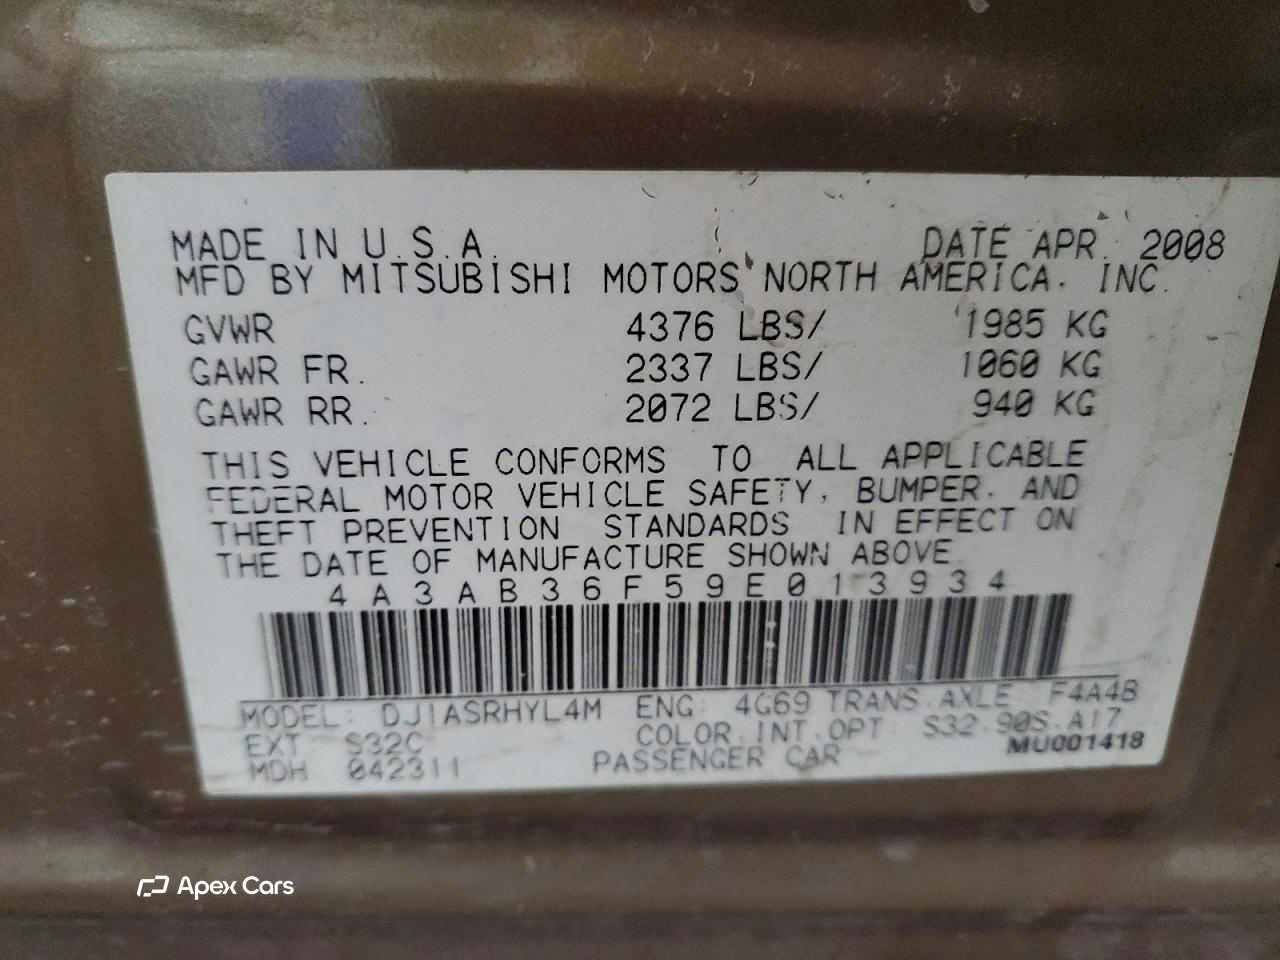 MADE IN U.S.A. DATE APR. 2008
MFD BY MITSUBISHI MOTORS NORTH AMERICA, INC.
GVWR 4376 LBS/ 1985 KG
GAWR FR. 2337 LBS/ 1060 KG
GAWR RR. 2072 LBS/ 940 KG
THIS VEHICLE CONFORMS TO ALL APPLICABLE
FEDERAL MOTOR VEHICLE SAFETY, BUMPER, AND
THEFT PREVENTION STANDARDS IN EFFECT ON
THE DATE OF MANUFACTURE SHOWN ABOVE.
4A3AB36F59E013934
MODEL: DJ1ASRHYL4M ENG: 4G69 TRANS.AXLE F4A4B
EXT: S32C COLOR.INT.OPT S32.90S.A17
MDH 042311 PASSENGER CAR MU001418
Apex Cars